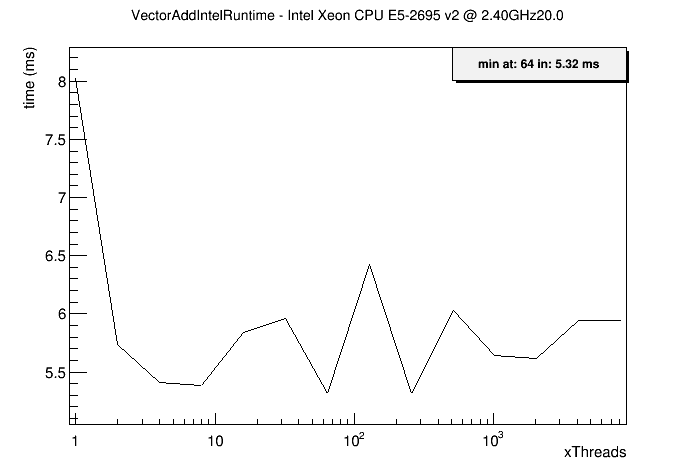 VectorAddIntelRuntime - Intel Xeon CPU E5-2695 v2 @ 2.40GHz20.0
time (ms)
min at: 64 in: 5.32 ms
8
7.5
7
6.5
6
5.5
1 10 10² 10³
xThreads